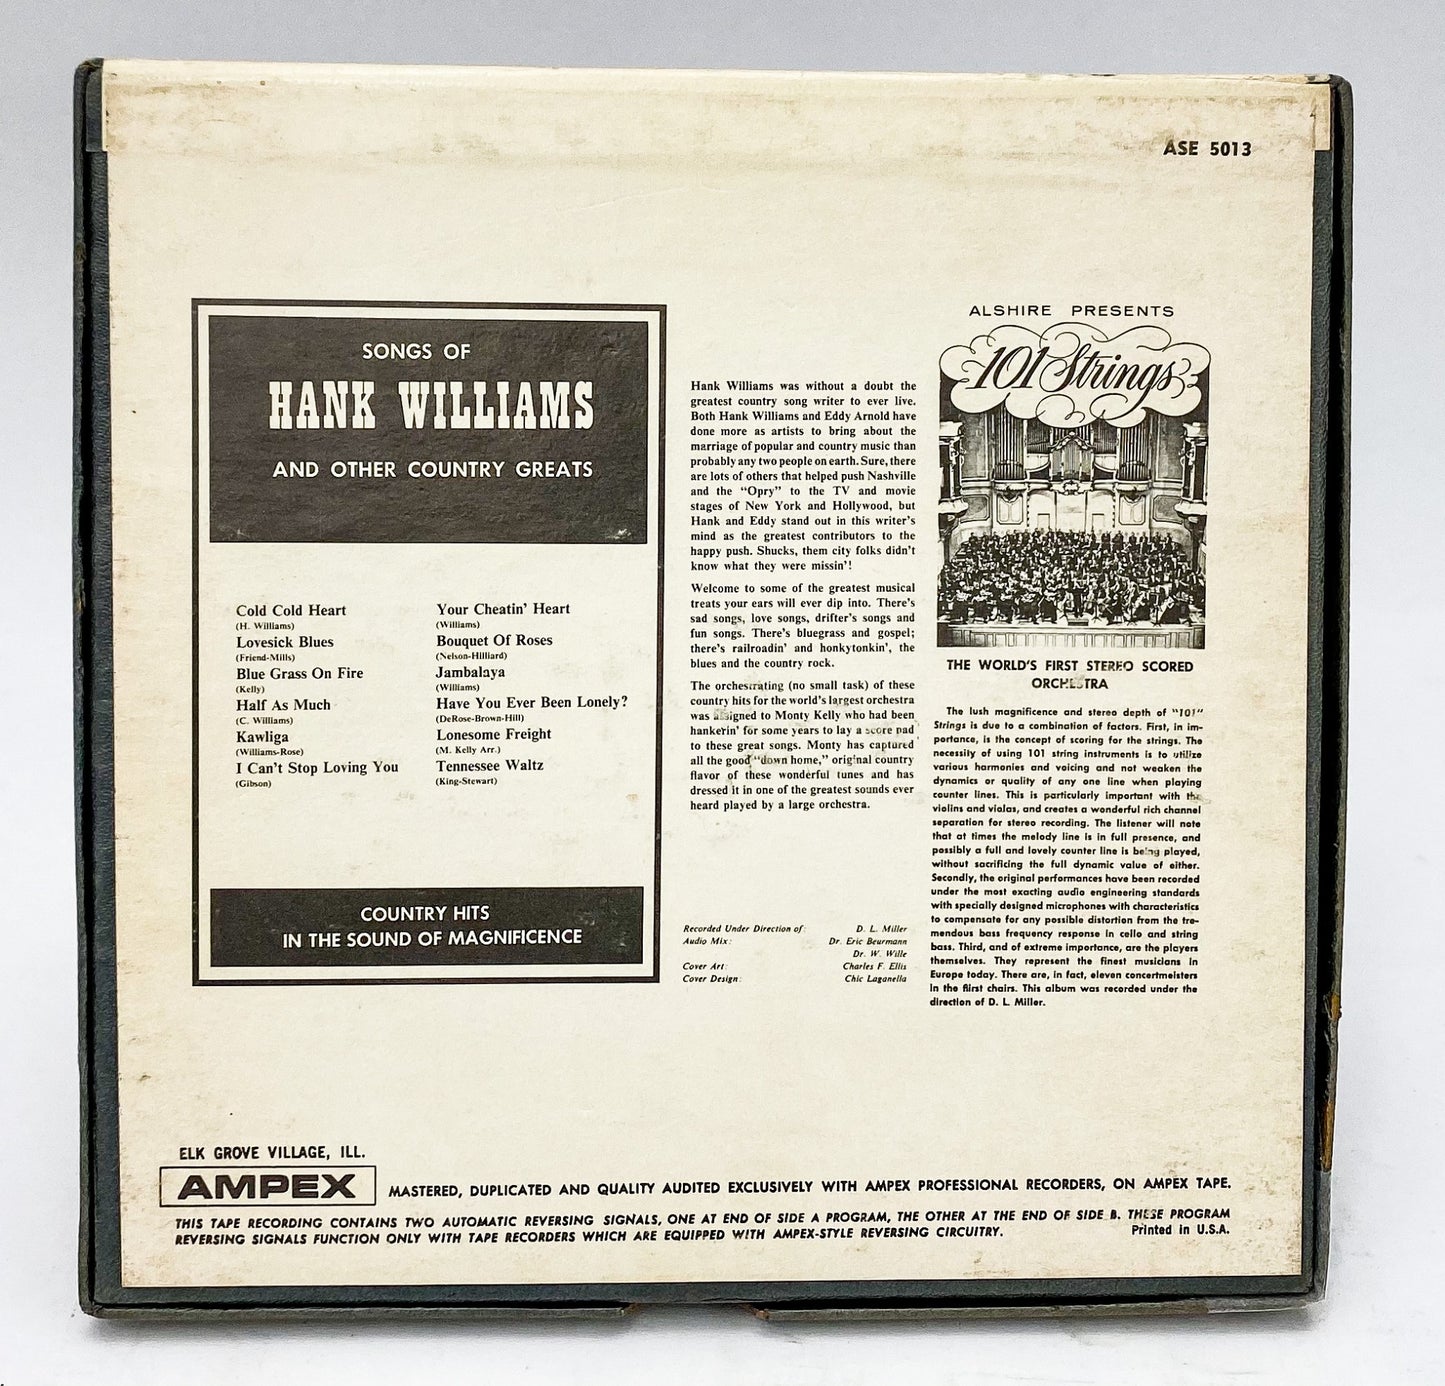 ASE 5013
SONGS OF
HANK WILLIAMS
AND OTHER COUNTRY GREATS
Cold Cold Heart
(H. Williams)
Lovesick Blues
(Friend-Mills)
Blue Grass On Fire
(Kelly)
Half As Much
(C. Williams)
Kawliga
(Williams-Rose)
I Can't Stop Loving You
(Gibson)
Your Cheatin' Heart
(Williams)
Bouquet Of Roses
(Nelson-Hilliard)
Jambalaya
(Williams)
Have You Ever Been Lonely?
(DeRose-Brown-Hill)
Lonesome Freight
(M. Kelly Arr.)
Tennessee Waltz
(King-Stewart)
COUNTRY HITS
IN THE SOUND OF MAGNIFICENCE
Hank Williams was without a doubt the
greatest country song writer to ever live.
Both Hank Williams and Eddy Arnold have
done more as artists to bring about the
marriage of popular and country music than
probably any two people on earth. Sure, there
are lots of others that helped push Nashville
and the "Opry" to the TV and movie
stages of New York and Hollywood, but
Hank and Eddy stand out in this writer's
mind as the greatest contributors to the
happy push. Shucks, them city folks didn't
know what they were missin'!
Welcome to some of the greatest musical
treats your ears will ever dip into. There's
sad songs, love songs, drifter's songs and
fun songs. There's bluegrass and gospel;
there's railroadin' and honkytonkin', the
blues and the country rock.
The orchestrating (no small task) of these
country hits for the world's largest orchestra
was assigned to Monty Kelly who had been
hankerin' for some years to lay a score pad
to these great songs. Monty has captured
all the good "down home," original country
flavor of these wonderful tunes and has
dressed it in one of the greatest sounds ever
heard played by a large orchestra.
Recorded Under Direction of: D. L. Miller
Audio Mix: Dr. Eric Beurmann
Dr. W. Wille
Cover Art: Charles F. Ellis
Cover Design: Chic Laganella
ALSHIRE PRESENTS
101 Strings
THE WORLD'S FIRST STEREO SCORED
ORCHESTRA
The lush magnificence and stereo depth of "101"
Strings is due to a combination of factors. First, in im-
portance, is the concept of scoring for the strings. The
necessity of using 101 string instruments is to utilize
various harmonies and voicing and not weaken the
dynamics or quality of any one line when playing
counter lines. This is particularly important with the
violins and violas, and creates a wonderful rich channel
separation for stereo recording. The listener will note
that at times the melody line is in full presence, and
possibly a full and lovely counter line is being played,
without sacrificing the full dynamic value of either.
Secondly, the original performances have been recorded
under the most exacting audio engineering standards
with specially designed microphones with characteristics
to compensate for any possible distortion from the tre-
mendous bass frequency response in cello and string
bass. Third, and of extreme importance, are the players
themselves. They represent the finest musicians in
Europe today. There are, in fact, eleven concertmeisters
in the first chairs. This album was recorded under the
direction of D. L. Miller.
ELK GROVE VILLAGE, ILL.
AMPEX MASTERED, DUPLICATED AND QUALITY AUDITED EXCLUSIVELY WITH AMPEX PROFESSIONAL RECORDERS, ON AMPEX TAPE.
THIS TAPE RECORDING CONTAINS TWO AUTOMATIC REVERSING SIGNALS, ONE AT END OF SIDE A PROGRAM, THE OTHER AT THE END OF SIDE B. THESE PROGRAM
REVERSING SIGNALS FUNCTION ONLY WITH TAPE RECORDERS WHICH ARE EQUIPPED WITH AMPEX-STYLE REVERSING CIRCUITRY. Printed in U.S.A.